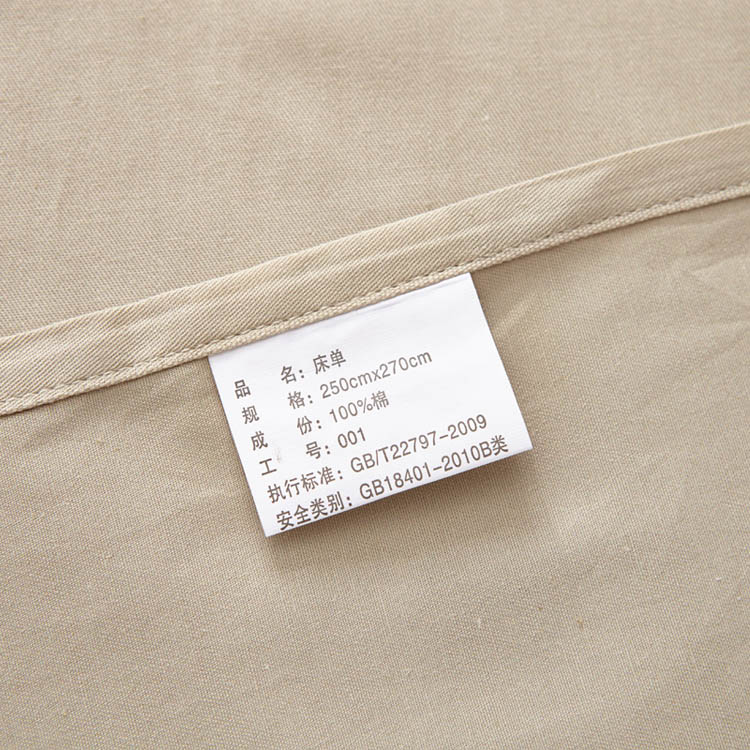 品 名：床单
规 格：250cmx270cm
成 份：100%棉
工 号：001
执行标准：GB/T22797-2009
安全类别：GB18401-2010B类